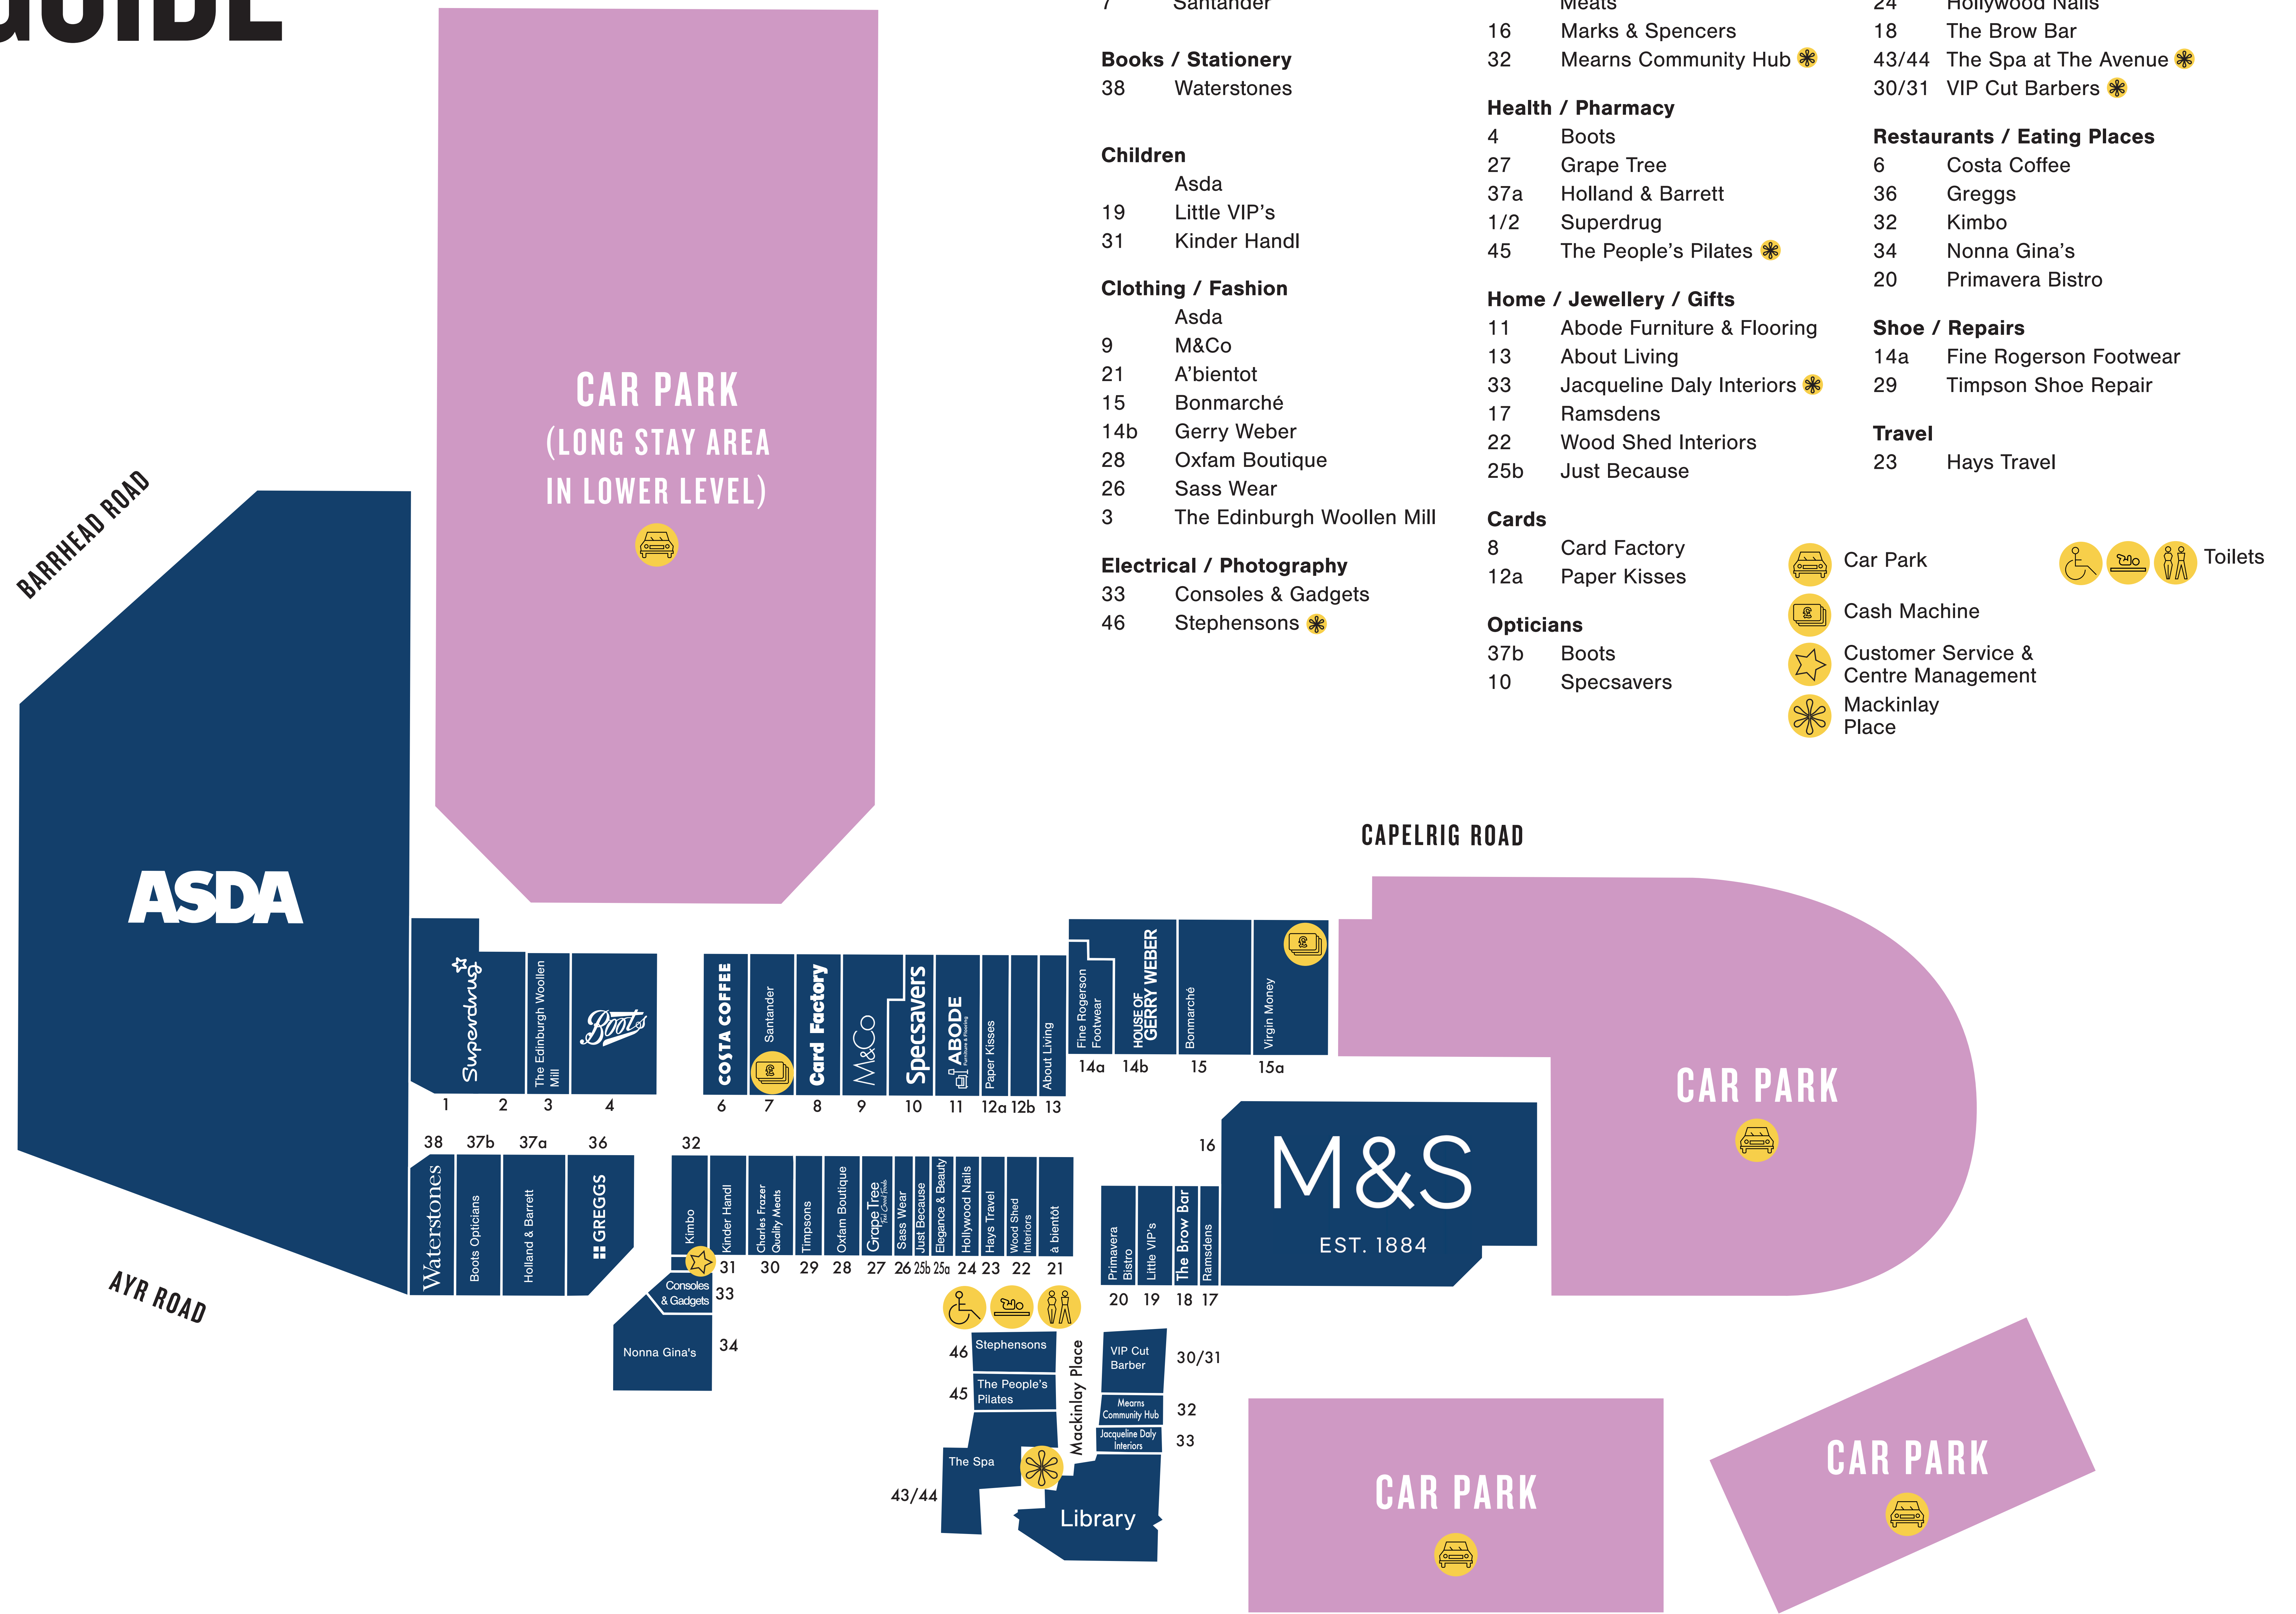 GUIDE
7 Santander
Books / Stationery
38 Waterstones
Children
Asda
19 Little VIP's
31 Kinder Handl
Clothing / Fashion
Asda
9 M&Co
21 A'bientot
15 Bonmarché
14b Gerry Weber
28 Oxfam Boutique
26 Sass Wear
3 The Edinburgh Woollen Mill
Electrical / Photography
33 Consoles & Gadgets
46 Stephensons
Meats
16 Marks & Spencers
32 Mearns Community Hub
Health / Pharmacy
4 Boots
27 Grape Tree
37a Holland & Barrett
1/2 Superdrug
45 The People's Pilates
Home / Jewellery / Gifts
11 Abode Furniture & Flooring
13 About Living
33 Jacqueline Daly Interiors
17 Ramsdens
22 Wood Shed Interiors
25b Just Because
Cards
8 Card Factory
12a Paper Kisses
Opticians
37b Boots
10 Specsavers
24 Hollywood Nails
18 The Brow Bar
43/44 The Spa at The Avenue
30/31 VIP Cut Barbers
Restaurants / Eating Places
6 Costa Coffee
36 Greggs
32 Kimbo
34 Nonna Gina's
20 Primavera Bistro
Shoe / Repairs
14a Fine Rogerson Footwear
29 Timpson Shoe Repair
Travel
23 Hays Travel
Car Park
Toilets
Cash Machine
Customer Service &
Centre Management
Mackinlay
Place
CAR PARK
(LONG STAY AREA
IN LOWER LEVEL)
BARRHEAD ROAD
ASDA
AYR ROAD
CAPELRIG ROAD
Superdrug
The Edinburgh Woollen
Mill
Boots
COSTA COFFEE
Santander
£
Card Factory
M&Co
Specsavers
ABODE
Furniture & Flooring
Paper Kisses
About Living
Fine Rogerson
Footwear
HOUSE OF
GERRY WEBER
Bonmarché
Virgin Money
£
14a 14b 15 15a
1 2 3 4 6 7 8 9 10 11 12a 12b 13
38 37b 37a 36 32 16
Waterstones
Boots Opticians
Holland & Barrett
GREGGS
Kimbo
Kinder Handl
Charles Frazer
Quality Meats
Timpsons
Oxfam Boutique
Grape Tree
Sass Wear
Just Because
Elegance & Beauty
Hollywood Nails
Hays Travel
Wood Shed
Interiors
à bientôt
31 30 29 28 27 26 25b 25a 24 23 22 21
Primavera
Bistro
Little VIP's
The Brow Bar
Ramsdens
20 19 18 17
M&S
EST. 1884
CAR PARK
Consoles
& Gadgets
33
Nonna Gina's
34
46 Stephensons
45 The People's
Pilates
The Spa
43/44
Mackinlay Place
VIP Cut
Barber
30/31
Mearns
Community Hub
32
Jacqueline Daly
Interiors
33
Library
CAR PARK
CAR PARK